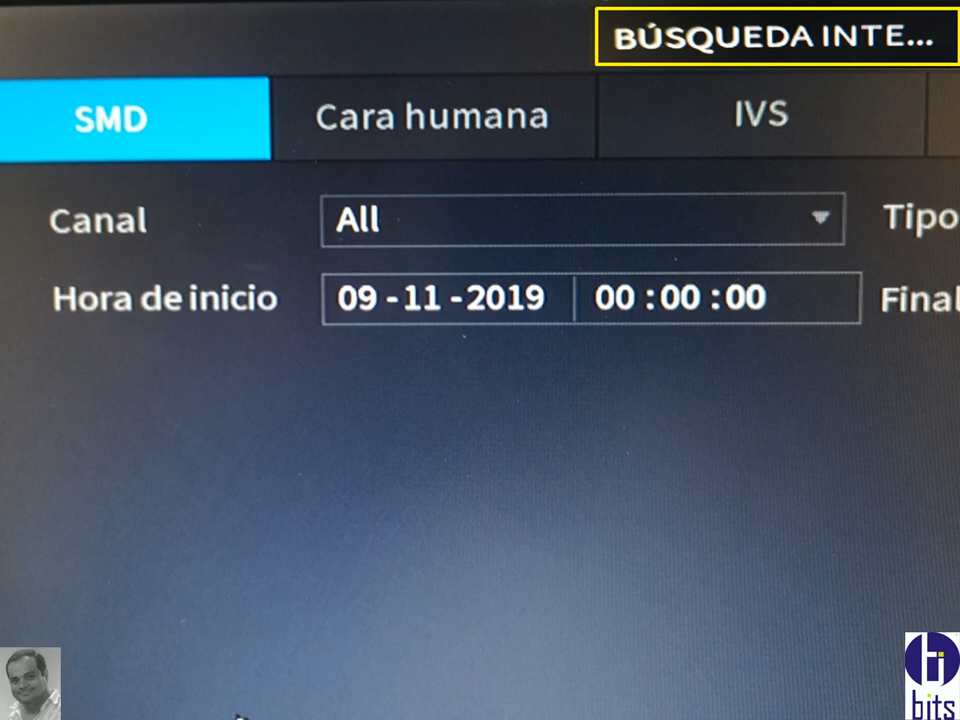 BÚSQUEDA INTE...
SMD Cara humana IVS
Canal All Tipo
Hora de inicio 09 - 11 - 2019 00 : 00 : 00 Final
bits